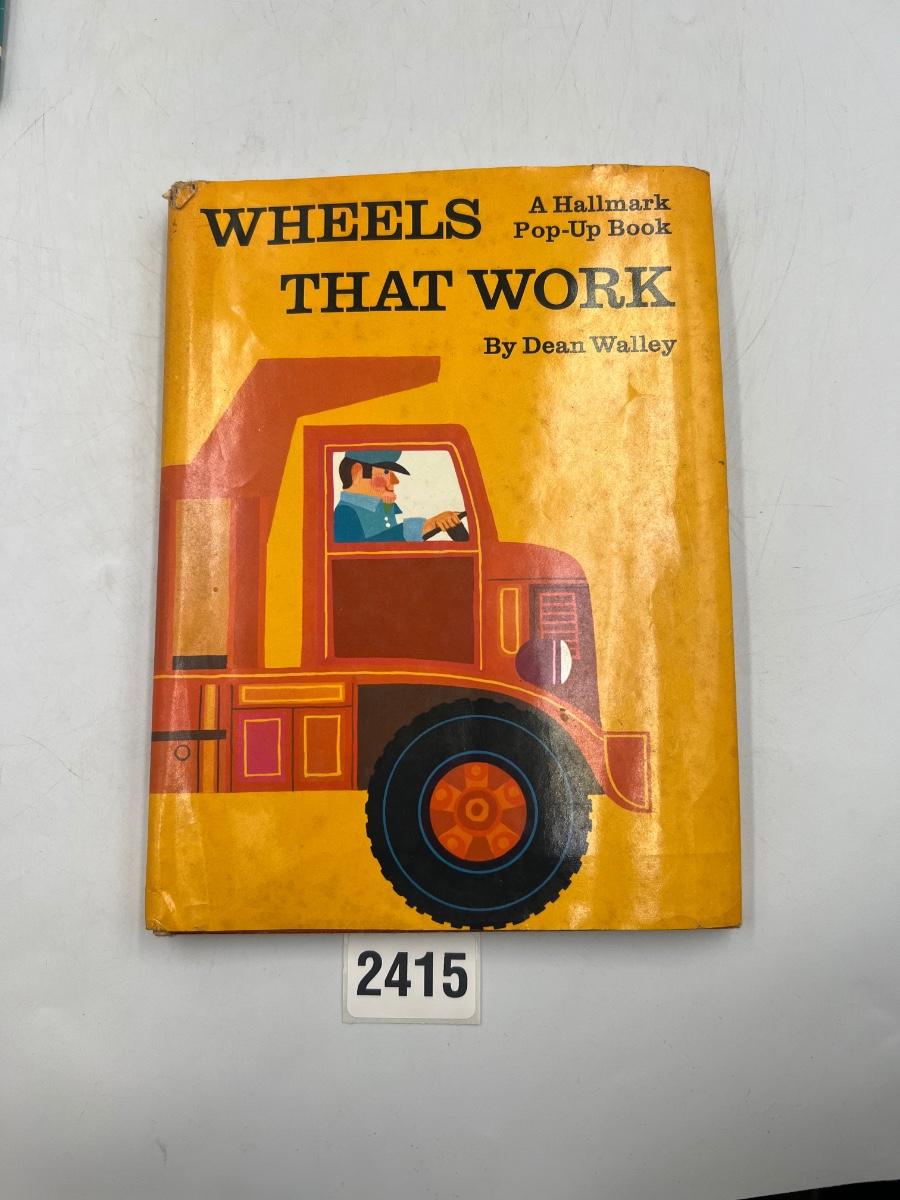 WHEELS
A Hallmark
Pop-Up Book
THAT WORK
By Dean Walley
2415